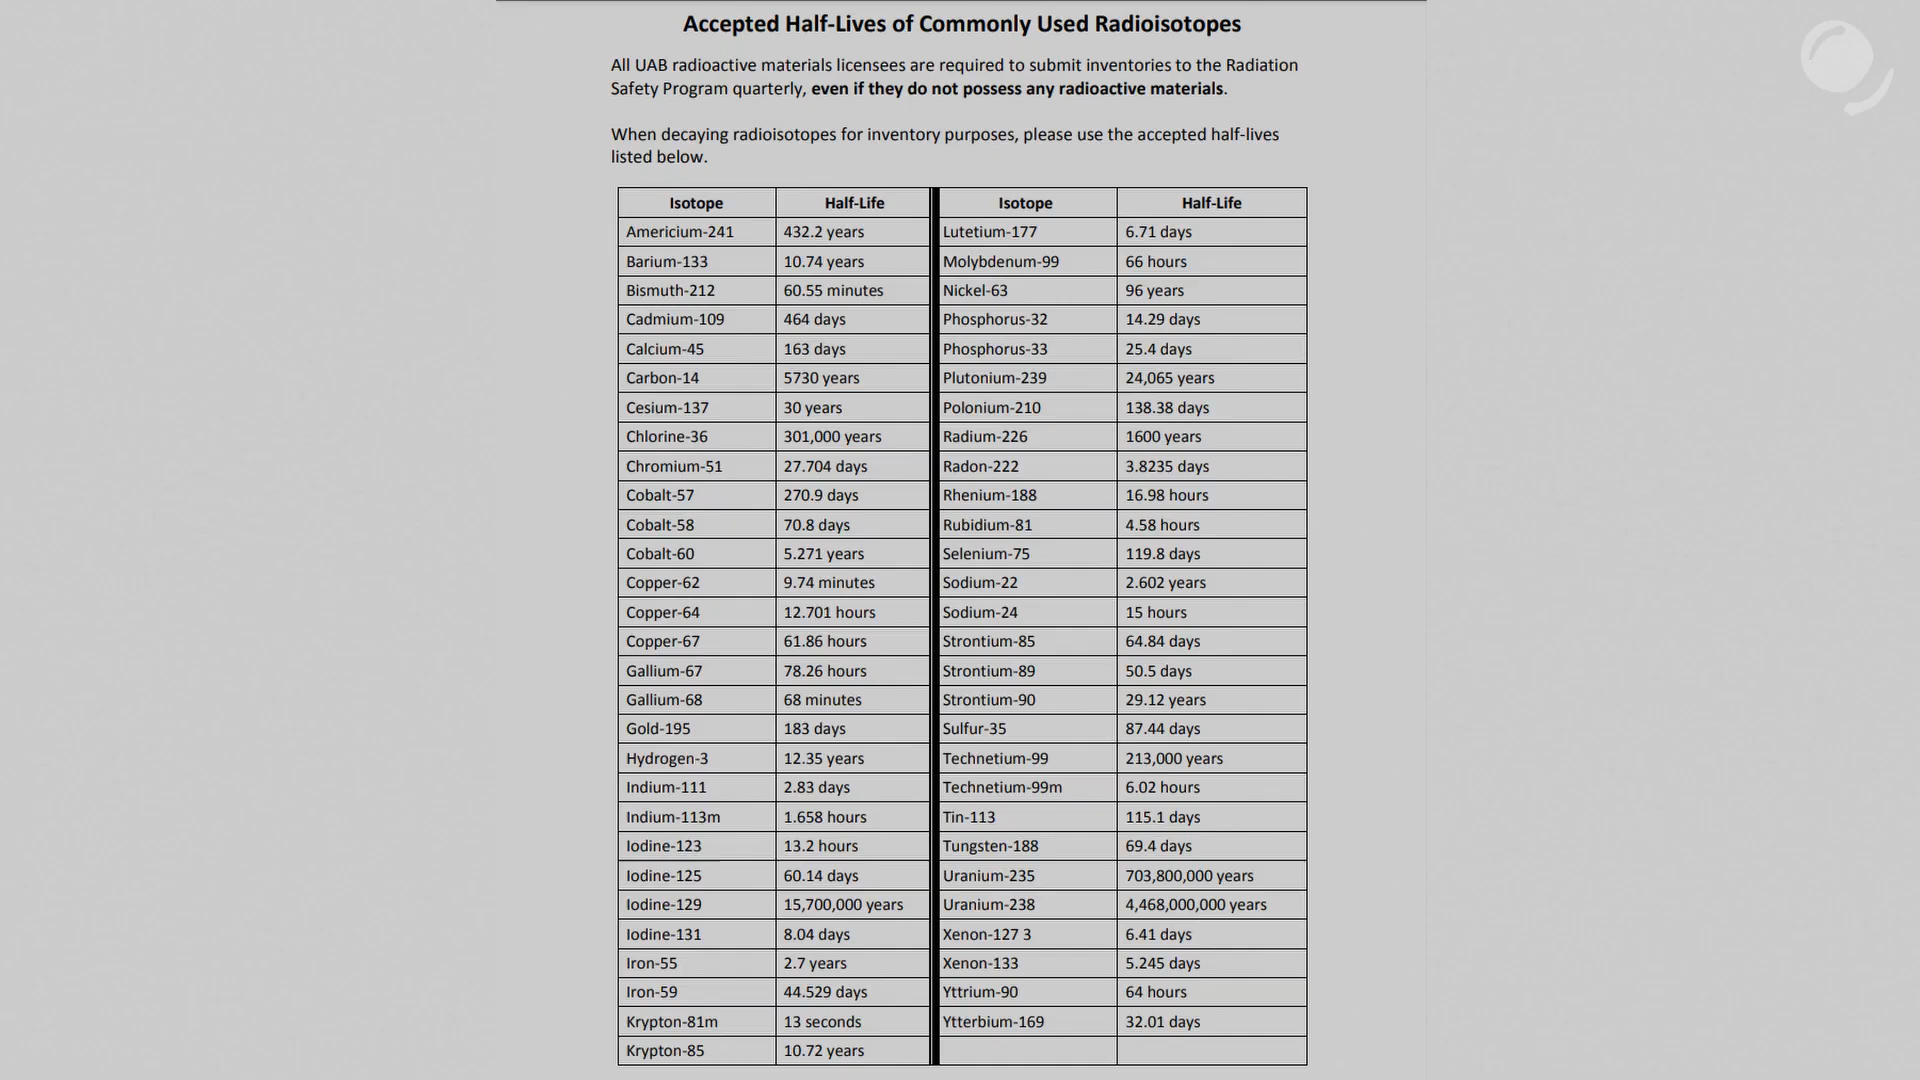 Accepted Half-Lives of Commonly Used Radioisotopes
All UAB radioactive materials licensees are required to submit inventories to the Radiation
Safety Program quarterly, even if they do not possess any radioactive materials.
When decaying radioisotopes for inventory purposes, please use the accepted half-lives
listed below.
Isotope Half-Life Isotope Half-Life
Americium-241 432.2 years Lutetium-177 6.71 days
Barium-133 10.74 years Molybdenum-99 66 hours
Bismuth-212 60.55 minutes Nickel-63 96 years
Cadmium-109 464 days Phosphorus-32 14.29 days
Calcium-45 163 days Phosphorus-33 25.4 days
Carbon-14 5730 years Plutonium-239 24,065 years
Cesium-137 30 years Polonium-210 138.38 days
Chlorine-36 301,000 years Radium-226 1600 years
Chromium-51 27.704 days Radon-222 3.8235 days
Cobalt-57 270.9 days Rhenium-188 16.98 hours
Cobalt-58 70.8 days Rubidium-81 4.58 hours
Cobalt-60 5.271 years Selenium-75 119.8 days
Copper-62 9.74 minutes Sodium-22 2.602 years
Copper-64 12.701 hours Sodium-24 15 hours
Copper-67 61.86 hours Strontium-85 64.84 days
Gallium-67 78.26 hours Strontium-89 50.5 days
Gallium-68 68 minutes Strontium-90 29.12 years
Gold-195 183 days Sulfur-35 87.44 days
Hydrogen-3 12.35 years Technetium-99 213,000 years
Indium-111 2.83 days Technetium-99m 6.02 hours
Indium-113m 1.658 hours Tin-113 115.1 days
Iodine-123 13.2 hours Tungsten-188 69.4 days
Iodine-125 60.14 days Uranium-235 703,800,000 years
Iodine-129 15,700,000 years Uranium-238 4,468,000,000 years
Iodine-131 8.04 days Xenon-127 3 6.41 days
Iron-55 2.7 years Xenon-133 5.245 days
Iron-59 44.529 days Yttrium-90 64 hours
Krypton-81m 13 seconds Ytterbium-169 32.01 days
Krypton-85 10.72 years